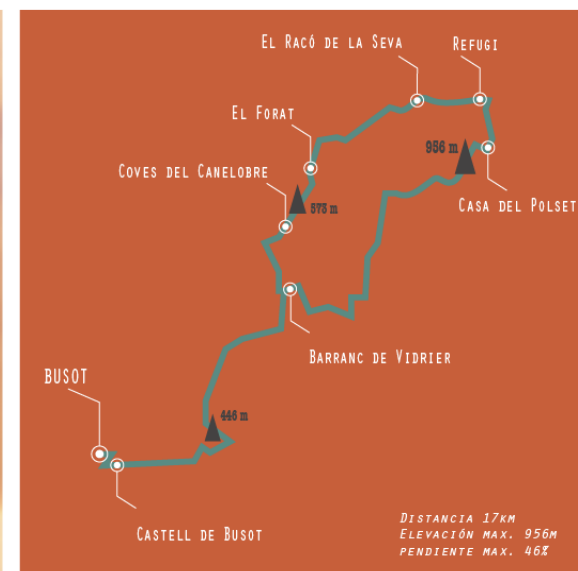 EL RACÓ DE LA SEVA
REFUGI
EL FORAT
956 m
COVES DEL CANELOBRE
CASA DEL POLSET
573 m
BARRANC DE VIDRIER
BUSOT
446 m
CASTELL DE BUSOT
DISTANCIA 17KM
ELEVACIÓN MAX. 956M
PENDIENTE MAX. 46%